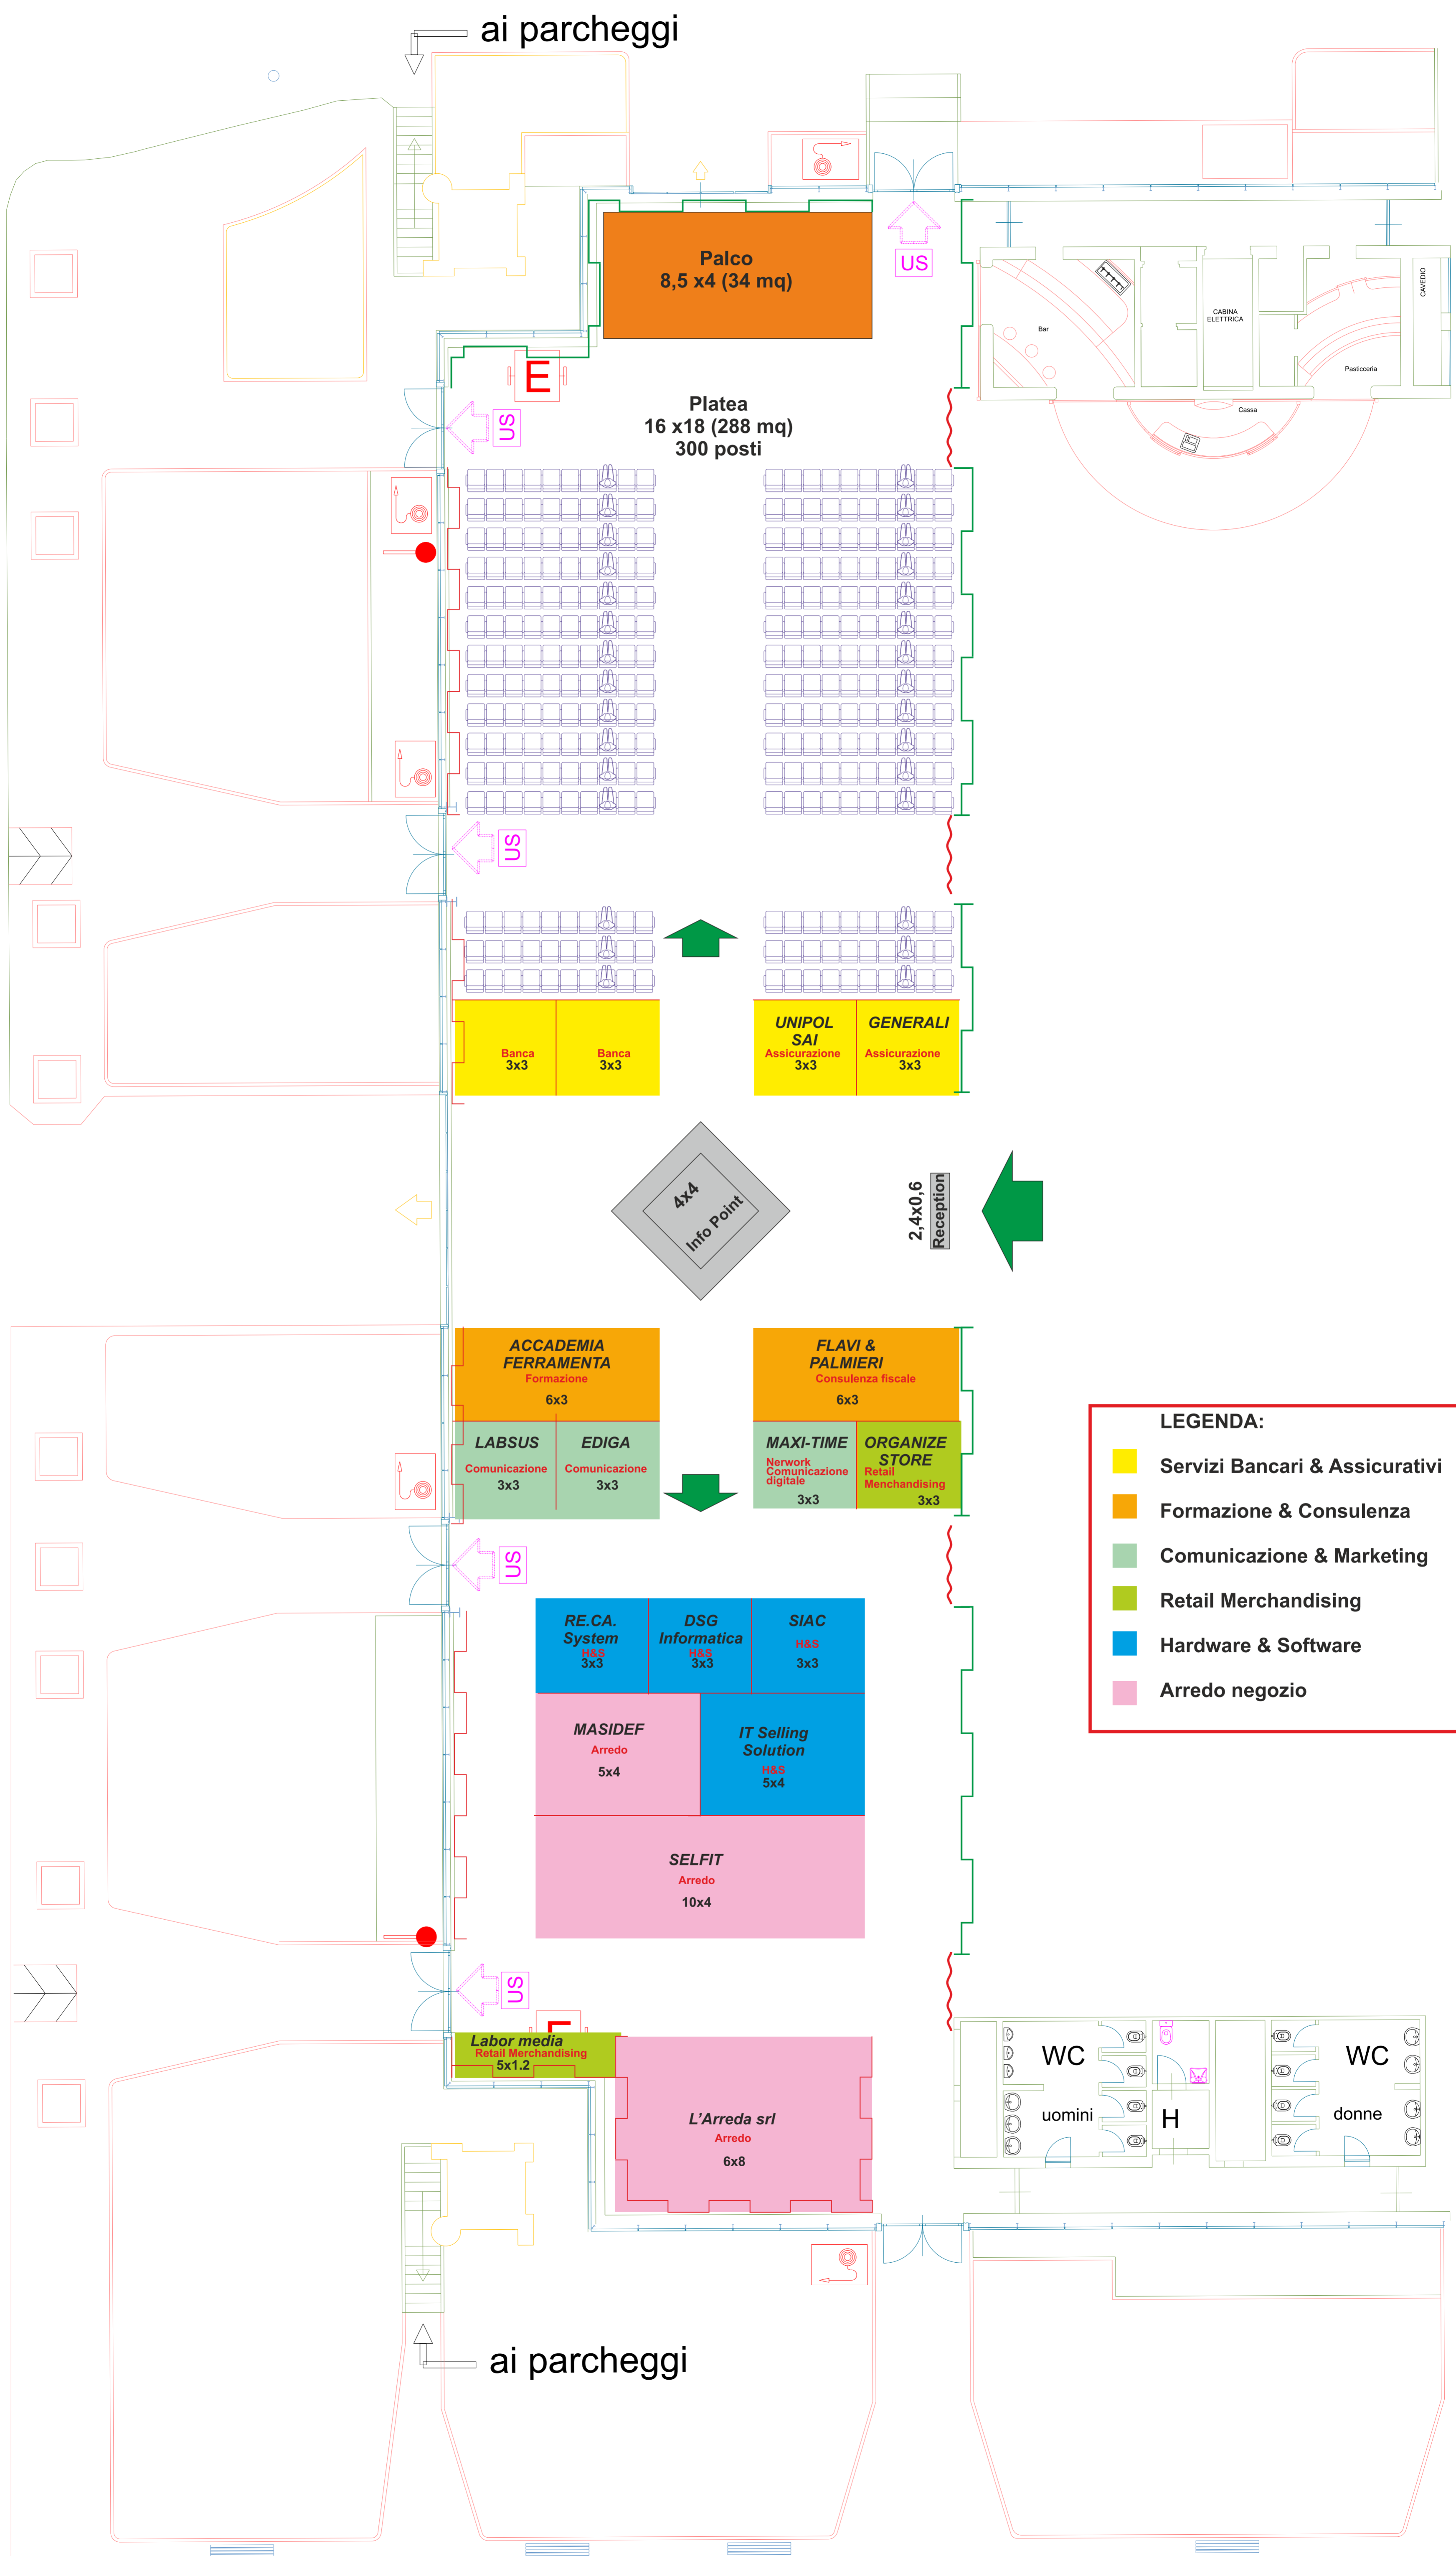 ai parcheggi
Palco
8,5 x4 (34 mq)
US
CAVEDIO
CABINA
ELETTRICA
Bar
Pasticceria
Cassa
E
US
Platea
16 x18 (288 mq)
300 posti
US
Banca
3x3
Banca
3x3
UNIPOL
SAI
Assicurazione
3x3
GENERALI
Assicurazione
3x3
4x4
Info Point
2,4x0,6
Reception
ACCADEMIA
FERRAMENTA
Formazione
6x3
FLAVI &
PALMIERI
Consulenza fiscale
6x3
LABSUS
Comunicazione
3x3
EDIGA
Comunicazione
3x3
MAXI-TIME
Nerwork
Comunicazione
digitale
3x3
ORGANIZE
STORE
Retail
Menchandising
3x3
LEGENDA:
Servizi Bancari & Assicurativi
Formazione & Consulenza
Comunicazione & Marketing
Retail Merchandising
Hardware & Software
Arredo negozio
US
RE.CA.
System
H&S
3x3
DSG
Informatica
H&S
3x3
SIAC
H&S
3x3
MASIDEF
Arredo
5x4
IT Selling
Solution
H&S
5x4
SELFIT
Arredo
10x4
US
Labor media
Retail Merchandising
5x1.2
L'Arreda srl
Arredo
6x8
WC
uomini
H
WC
donne
ai parcheggi